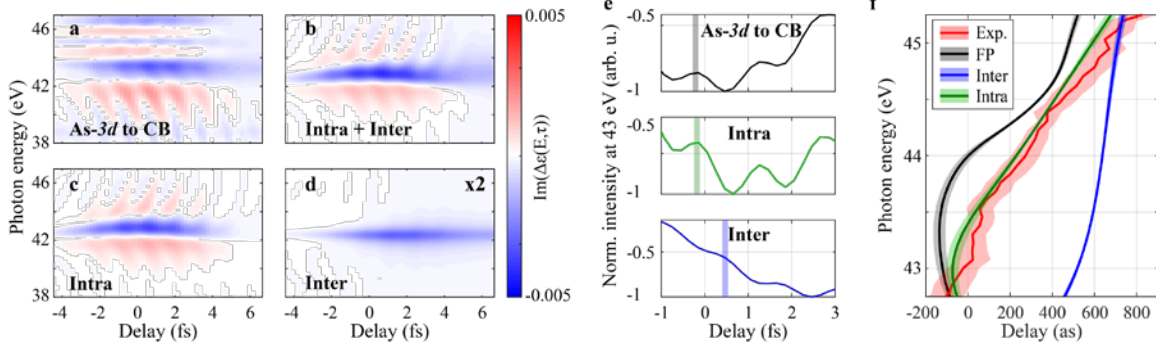 a
b
c
d
x2
e
f
As-3d to CB
Intra + Inter
Intra
Inter
Photon energy (eV)
46
42
38
46
42
38
-4 -2 0 2 4 6
Delay (fs)
-4 -2 0 2 4 6
Delay (fs)
0.005
Im(Δε(E,τ))
-0.005
Norm. intensity at 43 eV (arb. u.)
-0.5
As-3d to CB
-1
-0.5
Intra
-1
Inter
-0.5
-1
-1 0 1 2 3
Delay (fs)
Exp.
FP
Inter
Intra
Photon energy (eV)
45
44
43
-200 0 200 400 600 800
Delay (as)